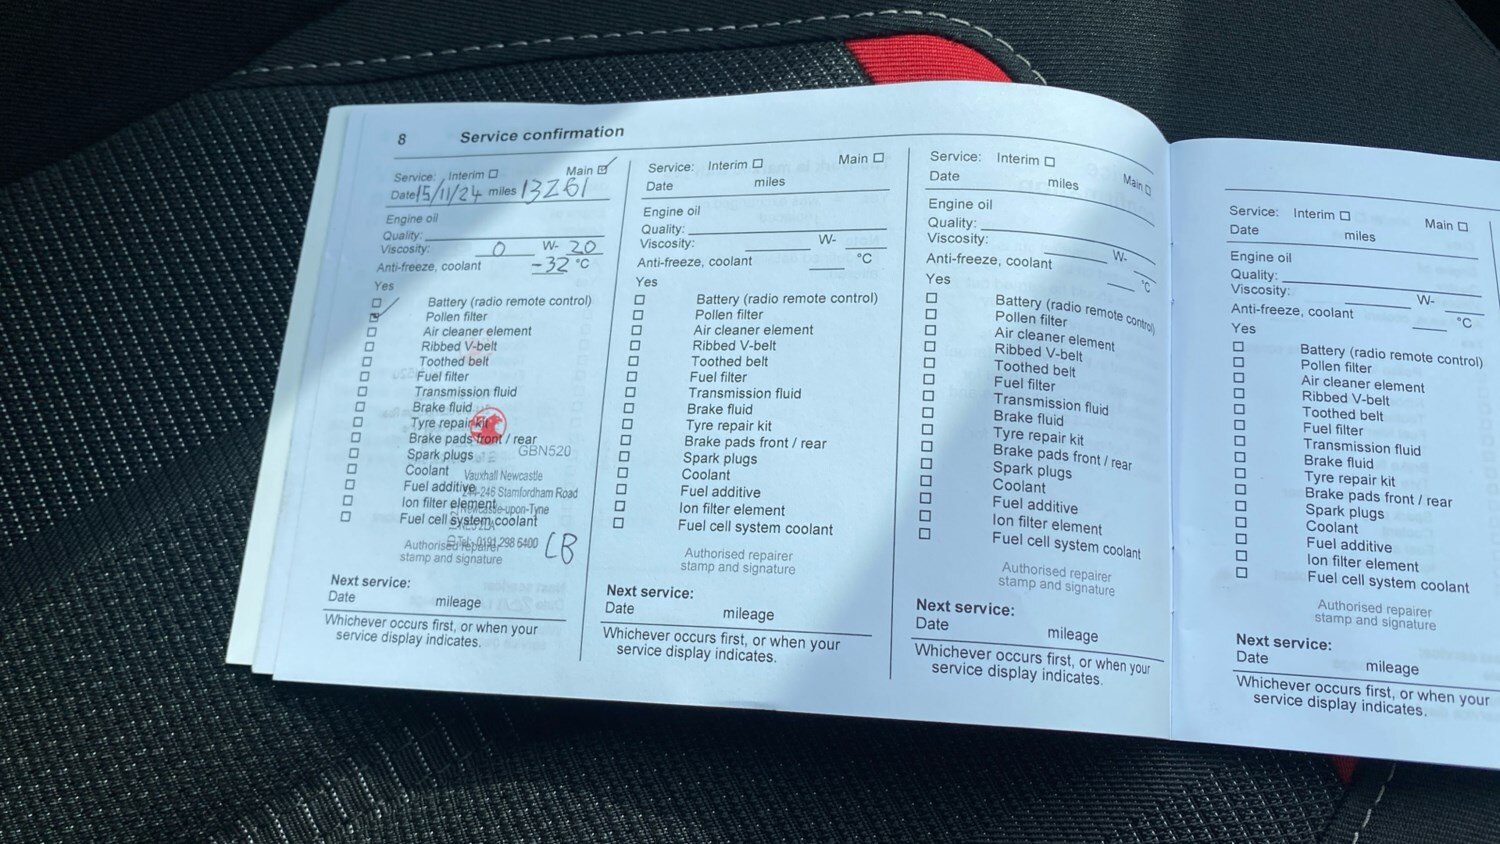 8 Service confirmation
Service: Interim ☐ Main ☑
Date 15/11/24 miles 13261
Engine oil
Quality:
Viscosity: 0 W- 20
Anti-freeze, coolant -32 °C
Yes
☐ Battery (radio remote control)
☑ Pollen filter
☐ Air cleaner element
☐ Ribbed V-belt
☐ Toothed belt
☐ Fuel filter
☐ Transmission fluid
☐ Brake fluid
☐ Tyre repair kit
☐ Brake pads front / rear
☐ Spark plugs
☐ Coolant
☐ Fuel additive
☐ Ion filter element
☐ Fuel cell system coolant
GBN520
Vauxhall Newcastle
-246 Stamfordham Road
Newcastle-upon-Tyne
Tel: 0191 298 6400
LB
Authorised repairer
stamp and signature
Next service:
Date mileage
Whichever occurs first, or when your
service display indicates.
Service: Interim ☐ Main ☐
Date miles
Engine oil
Quality:
Viscosity: W-
Anti-freeze, coolant °C
Yes
☐ Battery (radio remote control)
☐ Pollen filter
☐ Air cleaner element
☐ Ribbed V-belt
☐ Toothed belt
☐ Fuel filter
☐ Transmission fluid
☐ Brake fluid
☐ Tyre repair kit
☐ Brake pads front / rear
☐ Spark plugs
☐ Coolant
☐ Fuel additive
☐ Ion filter element
☐ Fuel cell system coolant
Authorised repairer
stamp and signature
Next service:
Date mileage
Whichever occurs first, or when your
service display indicates.
Service: Interim ☐ Main ☐
Date miles
Engine oil
Quality:
Viscosity: W-
Anti-freeze, coolant °C
Yes
☐ Battery (radio remote control)
☐ Pollen filter
☐ Air cleaner element
☐ Ribbed V-belt
☐ Toothed belt
☐ Fuel filter
☐ Transmission fluid
☐ Brake fluid
☐ Tyre repair kit
☐ Brake pads front / rear
☐ Spark plugs
☐ Coolant
☐ Fuel additive
☐ Ion filter element
☐ Fuel cell system coolant
Authorised repairer
stamp and signature
Next service:
Date mileage
Whichever occurs first, or when your
service display indicates.
Service: Interim ☐ Main ☐
Date miles
Engine oil
Quality:
Viscosity: W-
Anti-freeze, coolant °C
Yes
☐ Battery (radio remote control)
☐ Pollen filter
☐ Air cleaner element
☐ Ribbed V-belt
☐ Toothed belt
☐ Fuel filter
☐ Transmission fluid
☐ Brake fluid
☐ Tyre repair kit
☐ Brake pads front / rear
☐ Spark plugs
☐ Coolant
☐ Fuel additive
☐ Ion filter element
☐ Fuel cell system coolant
Authorised repairer
stamp and signature
Next service:
Date mileage
Whichever occurs first, or when your
service display indicates.